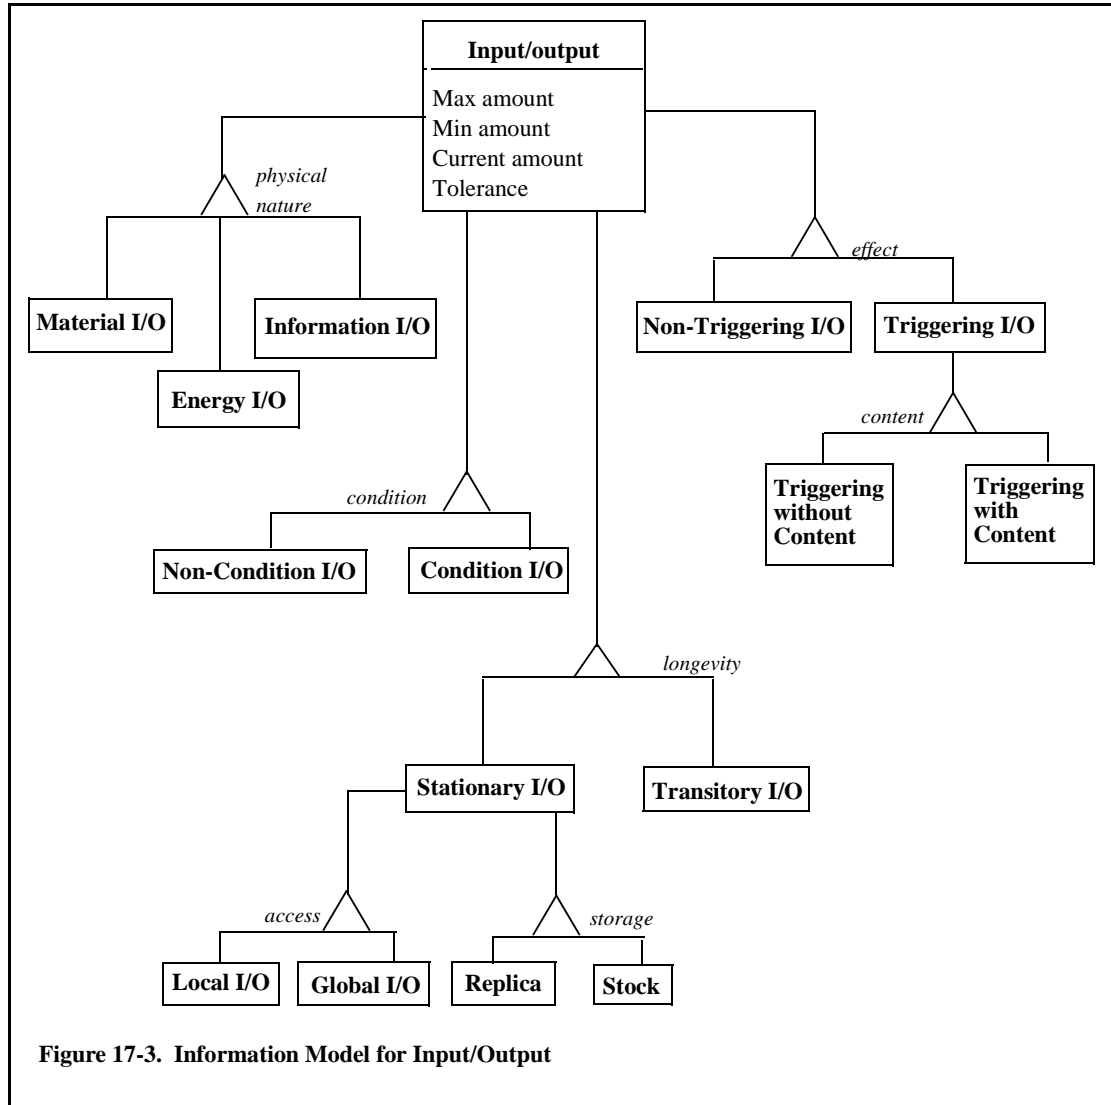 Input/output
Max amount
Min amount
Current amount
Tolerance
physical
nature
effect
Material I/O
Information I/O
Non-Triggering I/O
Triggering I/O
Energy I/O
content
Triggering
without
Content
Triggering
with
Content
condition
Non-Condition I/O
Condition I/O
longevity
Stationary I/O
Transitory I/O
access
storage
Local I/O
Global I/O
Replica
Stock
Figure 17-3. Information Model for Input/Output